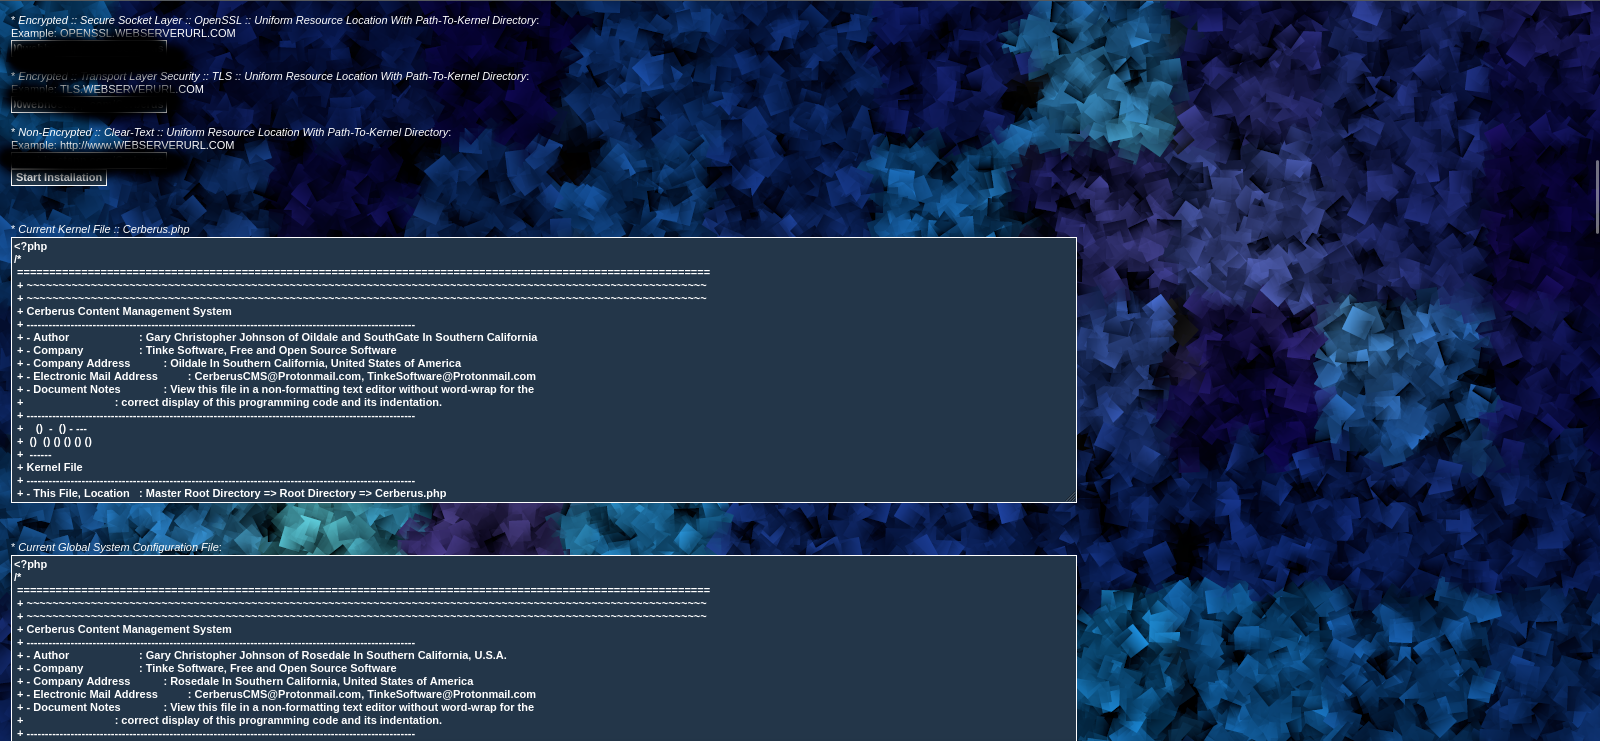 * Encrypted :: Secure Socket Layer :: OpenSSL :: Uniform Resource Location With Path-To-Kernel Directory:
Example: OPENSSL.WEBSERVERURL.COM
* Encrypted :: Transport Layer Security :: TLS :: Uniform Resource Location With Path-To-Kernel Directory:
Example: TLS.WEBSERVERURL.COM
* Non-Encrypted :: Clear-Text :: Uniform Resource Location With Path-To-Kernel Directory:
Example: http://www.WEBSERVERURL.COM
Start Installation
* Current Kernel File :: Cerberus.php
<?php
/*
============================================================================================================
+ ~~~~~~~~~~~~~~~~~~~~~~~~~~~~~~~~~~~~~~~~~~~~~~~~~~~~~~~~~~~~~~~~~~~~~~~~~~~~~~~~~~~~~~~~~~~~~~~~~~~~~~~~~~
+ ~~~~~~~~~~~~~~~~~~~~~~~~~~~~~~~~~~~~~~~~~~~~~~~~~~~~~~~~~~~~~~~~~~~~~~~~~~~~~~~~~~~~~~~~~~~~~~~~~~~~~~~~~~
+ Cerberus Content Management System
+ ----------------------------------------------------------------------------------------------------------
+ - Author : Gary Christopher Johnson of Oildale and SouthGate In Southern California
+ - Company : Tinke Software, Free and Open Source Software
+ - Company Address : Oildale In Southern California, United States of America
+ - Electronic Mail Address : CerberusCMS@Protonmail.com, TinkeSoftware@Protonmail.com
+ - Document Notes : View this file in a non-formatting text editor without word-wrap for the
+ : correct display of this programming code and its indentation.
+ ----------------------------------------------------------------------------------------------------------
+ () - () - ---
+ () () () () () ()
+ ------
+ Kernel File
+ ----------------------------------------------------------------------------------------------------------
+ - This File, Location : Master Root Directory => Root Directory => Cerberus.php
* Current Global System Configuration File:
<?php
/*
============================================================================================================
+ ~~~~~~~~~~~~~~~~~~~~~~~~~~~~~~~~~~~~~~~~~~~~~~~~~~~~~~~~~~~~~~~~~~~~~~~~~~~~~~~~~~~~~~~~~~~~~~~~~~~~~~~~~~
+ ~~~~~~~~~~~~~~~~~~~~~~~~~~~~~~~~~~~~~~~~~~~~~~~~~~~~~~~~~~~~~~~~~~~~~~~~~~~~~~~~~~~~~~~~~~~~~~~~~~~~~~~~~~
+ Cerberus Content Management System
+ ----------------------------------------------------------------------------------------------------------
+ - Author : Gary Christopher Johnson of Rosedale In Southern California, U.S.A.
+ - Company : Tinke Software, Free and Open Source Software
+ - Company Address : Rosedale In Southern California, United States of America
+ - Electronic Mail Address : CerberusCMS@Protonmail.com, TinkeSoftware@Protonmail.com
+ - Document Notes : View this file in a non-formatting text editor without word-wrap for the
+ : correct display of this programming code and its indentation.
+ ----------------------------------------------------------------------------------------------------------